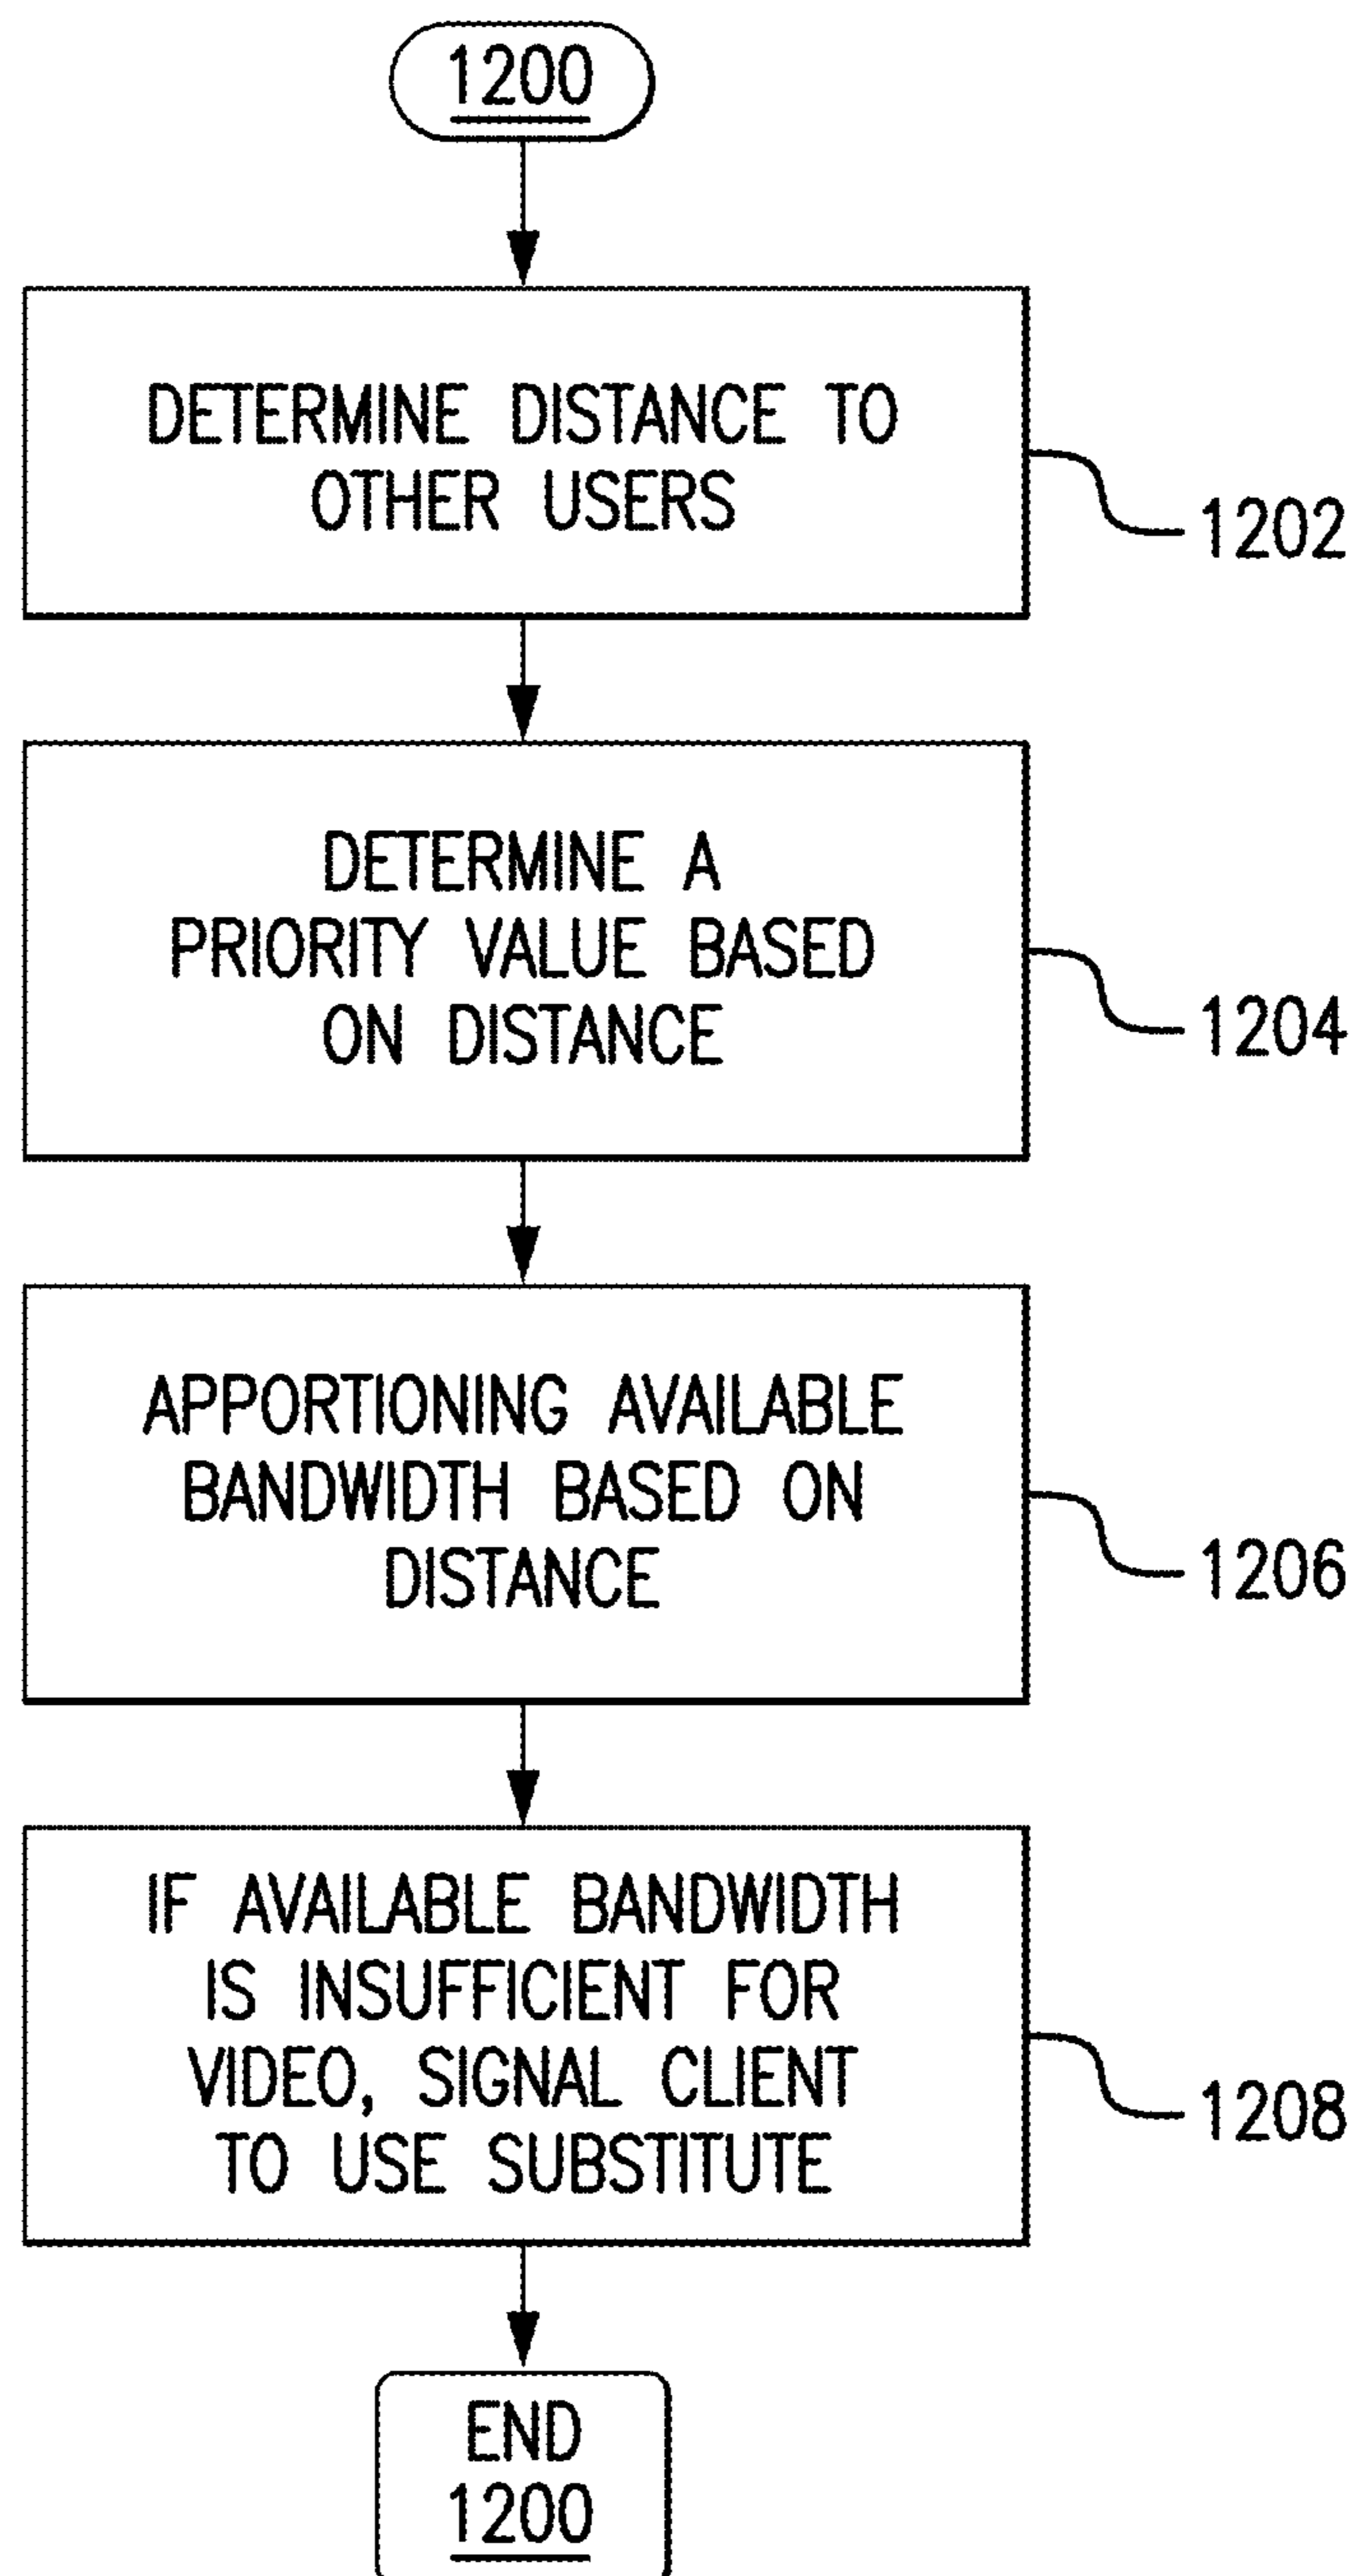 1200
DETERMINE DISTANCE TO
OTHER USERS
1202
DETERMINE A
PRIORITY VALUE BASED
ON DISTANCE
1204
APPORTIONING AVAILABLE
BANDWIDTH BASED ON
DISTANCE
1206
IF AVAILABLE BANDWIDTH
IS INSUFFICIENT FOR
VIDEO, SIGNAL CLIENT
TO USE SUBSTITUTE
1208
END
1200